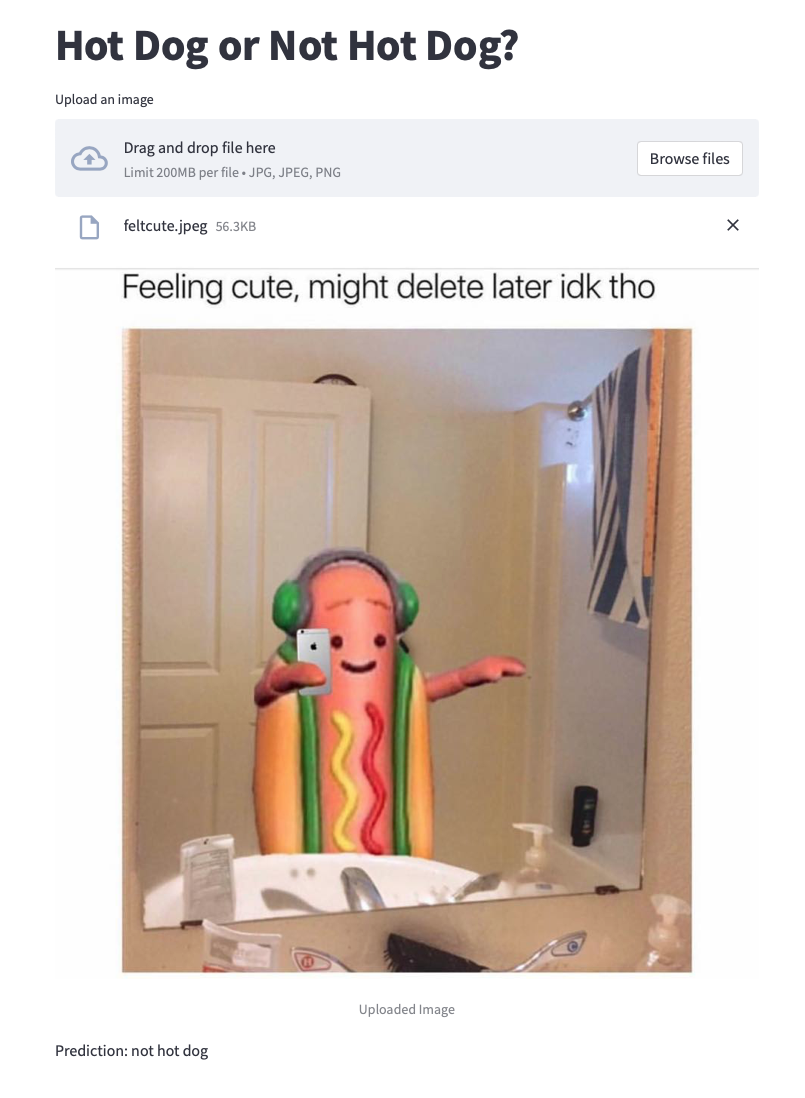 Hot Dog or Not Hot Dog?
Upload an image
Drag and drop file here
Limit 200MB per file • JPG, JPEG, PNG
Browse files
feltcute.jpeg 56.3KB
Feeling cute, might delete later idk tho
Uploaded Image
Prediction: not hot dog